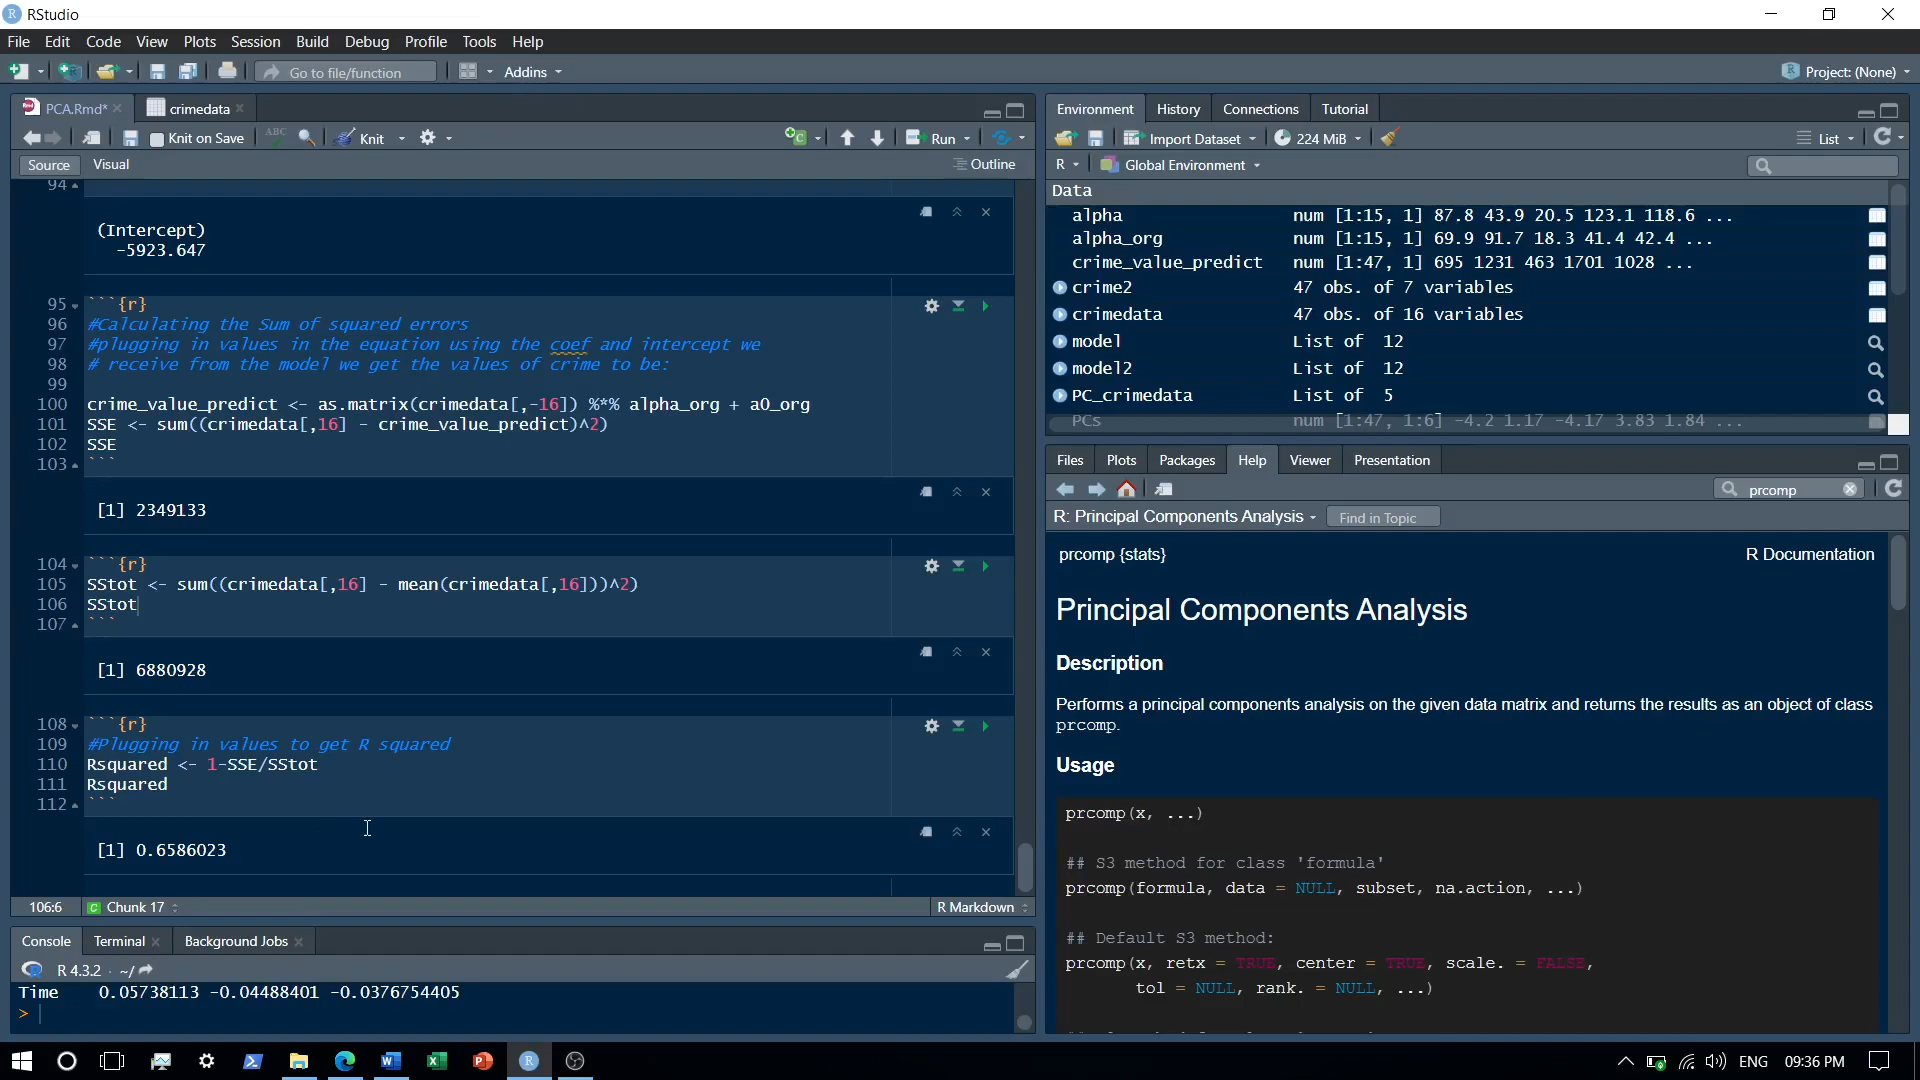 RStudio
File Edit Code View Plots Session Build Debug Profile Tools Help
Go to file/function Addins Project: (None)
PCA.Rmd* crimedata
Knit on Save ABC Knit Run
Source Visual Outline
94
(Intercept)
-5923.647
95 ```{r}
96 #Calculating the Sum of squared errors
97 #plugging in values in the equation using the coef and intercept we
98 # receive from the model we get the values of crime to be:
99
100 crime_value_predict <- as.matrix(crimedata[,-16]) %*% alpha_org + a0_org
101 SSE <- sum((crimedata[,16] - crime_value_predict)^2)
102 SSE
103 ```
[1] 2349133
104 ```{r}
105 SStot <- sum((crimedata[,16] - mean(crimedata[,16]))^2)
106 SStot
107 ```
[1] 6880928
108 ```{r}
109 #Plugging in values to get R squared
110 Rsquared <- 1-SSE/SStot
111 Rsquared
112 ```
[1] 0.6586023
106:6 C Chunk 17 R Markdown
Console Terminal Background Jobs
R 4.3.2 · ~/
Time 0.05738113 -0.04488401 -0.0376754405
>
Environment History Connections Tutorial
Import Dataset 224 MiB List
R Global Environment
Data
alpha num [1:15, 1] 87.8 43.9 20.5 123.1 118.6 ...
alpha_org num [1:15, 1] 69.9 91.7 18.3 41.4 42.4 ...
crime_value_predict num [1:47, 1] 695 1231 463 1701 1028 ...
crime2 47 obs. of 7 variables
crimedata 47 obs. of 16 variables
model List of 12
model2 List of 12
PC_crimedata List of 5
PCs num [1:47, 1:6] -4.2 1.17 -4.17 3.83 1.84 ...
Files Plots Packages Help Viewer Presentation
prcomp
R: Principal Components Analysis Find in Topic
prcomp {stats} R Documentation
Principal Components Analysis
Description
Performs a principal components analysis on the given data matrix and returns the results as an object of class
prcomp.
Usage
prcomp(x, ...)
## S3 method for class 'formula'
prcomp(formula, data = NULL, subset, na.action, ...)
## Default S3 method:
prcomp(x, retx = TRUE, center = TRUE, scale. = FALSE,
tol = NULL, rank. = NULL, ...)
ENG 09:36 PM